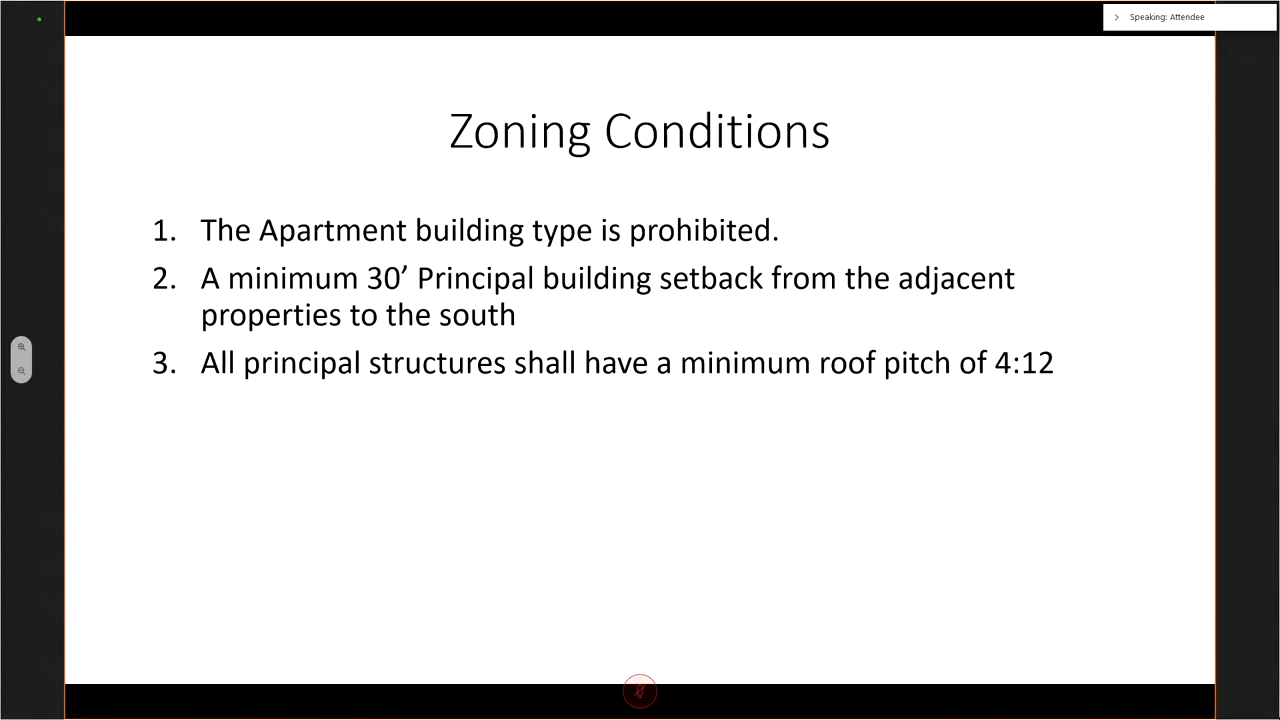 Speaking: Attendee
Zoning Conditions
1. The Apartment building type is prohibited.
2. A minimum 30’ Principal building setback from the adjacent
properties to the south
3. All principal structures shall have a minimum roof pitch of 4:12